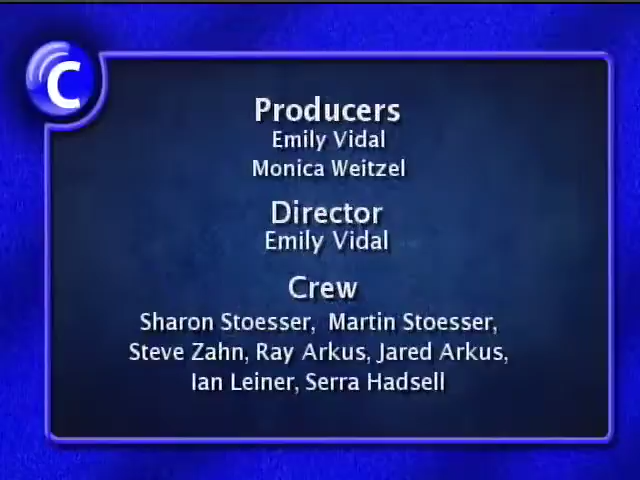 C
Producers
Emily Vidal
Monica Weitzel
Director
Emily Vidal
Crew
Sharon Stoesser, Martin Stoesser,
Steve Zahn, Ray Arkus, Jared Arkus,
Ian Leiner, Serra Hadsell